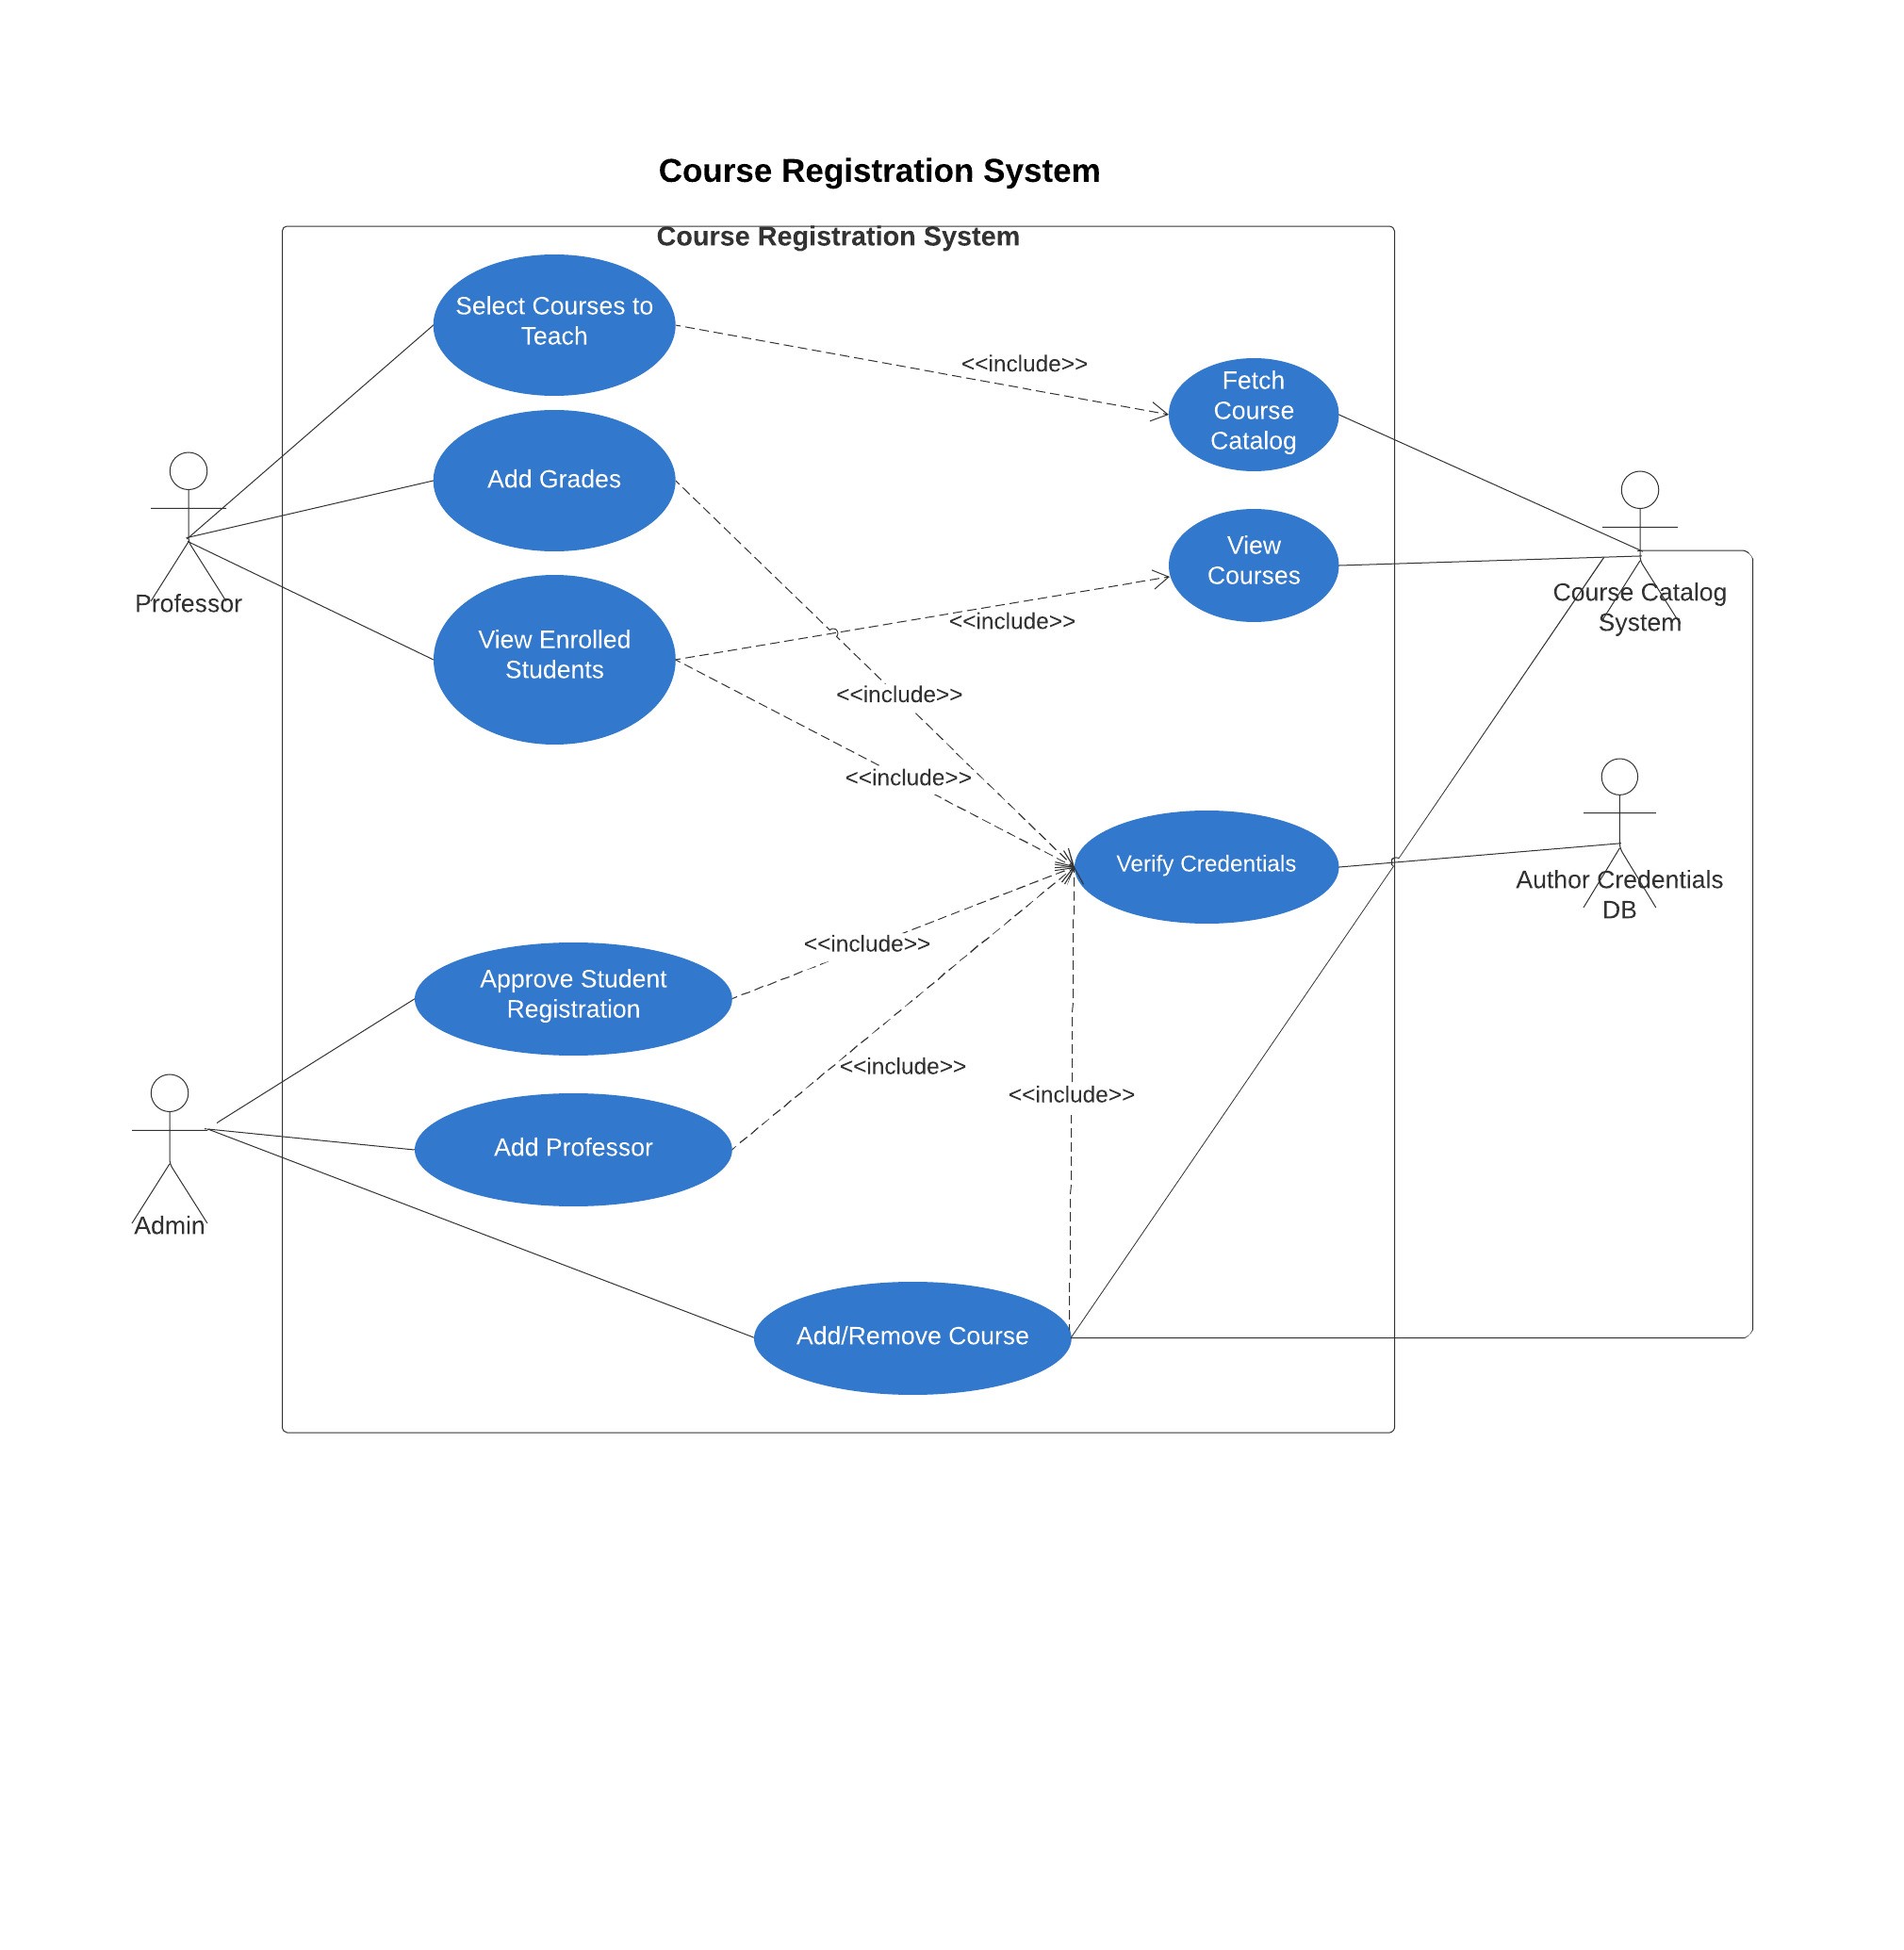 Course Registration System
Course Registration System
Select Courses to
Teach
<<include>>
Fetch
Course
Catalog
Add Grades
View
Courses
Professor
Course Catalog
System
<<include>>
View Enrolled
Students
<<include>>
<<include>>
Verify Credentials
Author Credentials
DB
<<include>>
Approve Student
Registration
<<include>>
<<include>>
Add Professor
Admin
Add/Remove Course